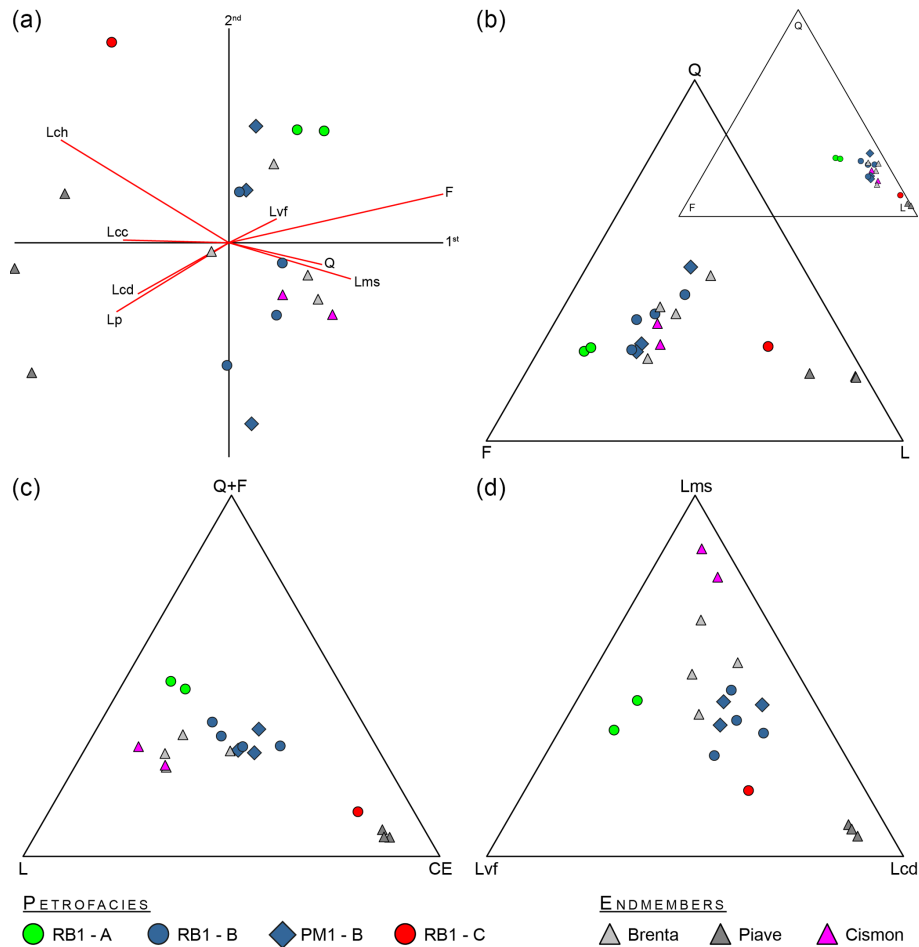 (a)
2nd
Lch
F
Lvf
Lcc
1st
Q
Lms
Lcd
Lp
(b)
Q
F
L
Q
F
L
(c)
Q+F
L
CE
(d)
Lms
Lvf
Lcd
PETROFACIES
RB1 - A
RB1 - B
PM1 - B
RB1 - C
ENDMEMBERS
Brenta
Piave
Cismon